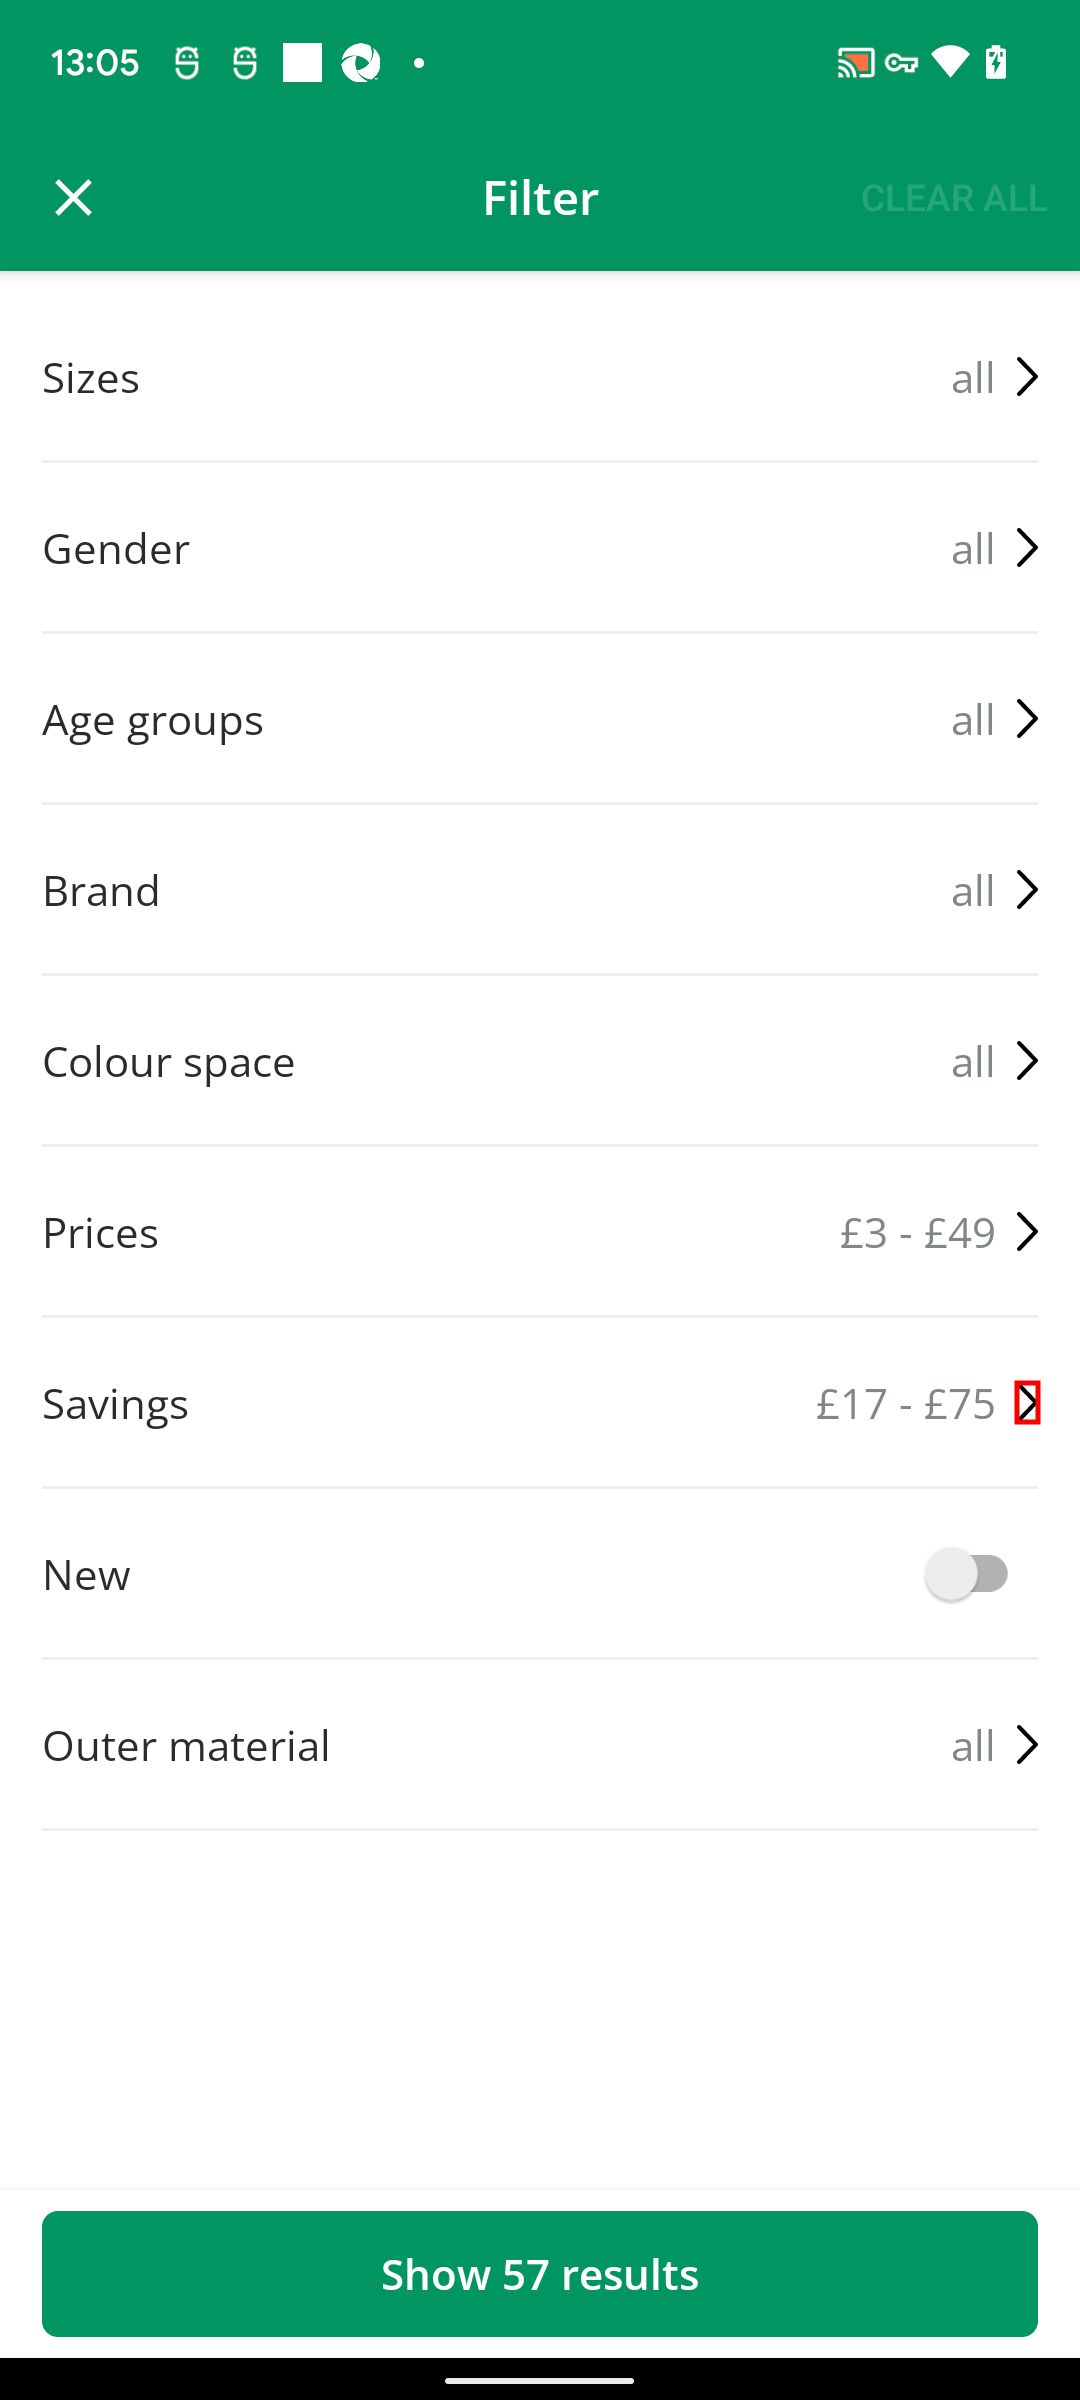 13:05
Filter
CLEAR ALL
Sizes all
Gender all
Age groups all
Brand all
Colour space all
Prices £3 - £49
Savings £17 - £75
New
Outer material all
Show 57 results